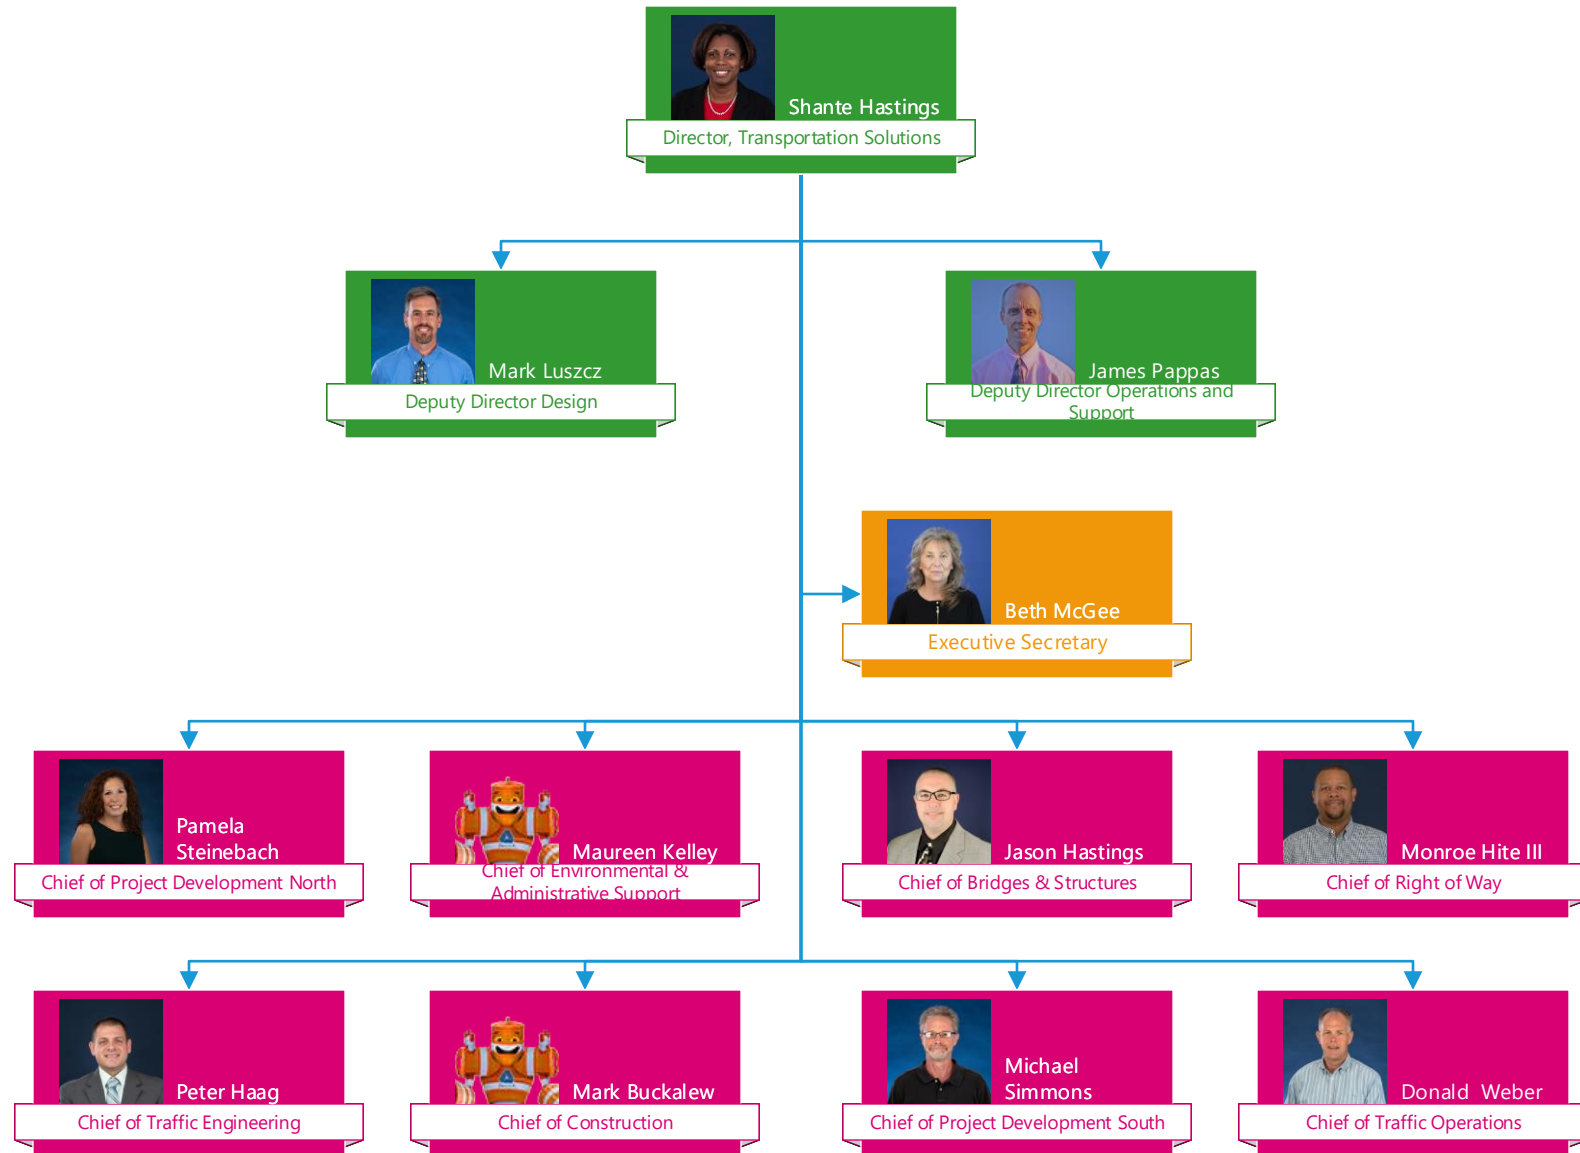 Shante Hastings
Director, Transportation Solutions
Mark Luszcz
Deputy Director Design
James Pappas
Deputy Director Operations and
Support
Beth McGee
Executive Secretary
Pamela
Steinebach
Chief of Project Development North
Maureen Kelley
Chief of Environmental &
Administrative Support
Jason Hastings
Chief of Bridges & Structures
Monroe Hite III
Chief of Right of Way
Peter Haag
Chief of Traffic Engineering
Mark Buckalew
Chief of Construction
Michael
Simmons
Chief of Project Development South
Donald  Weber
Chief of Traffic Operations